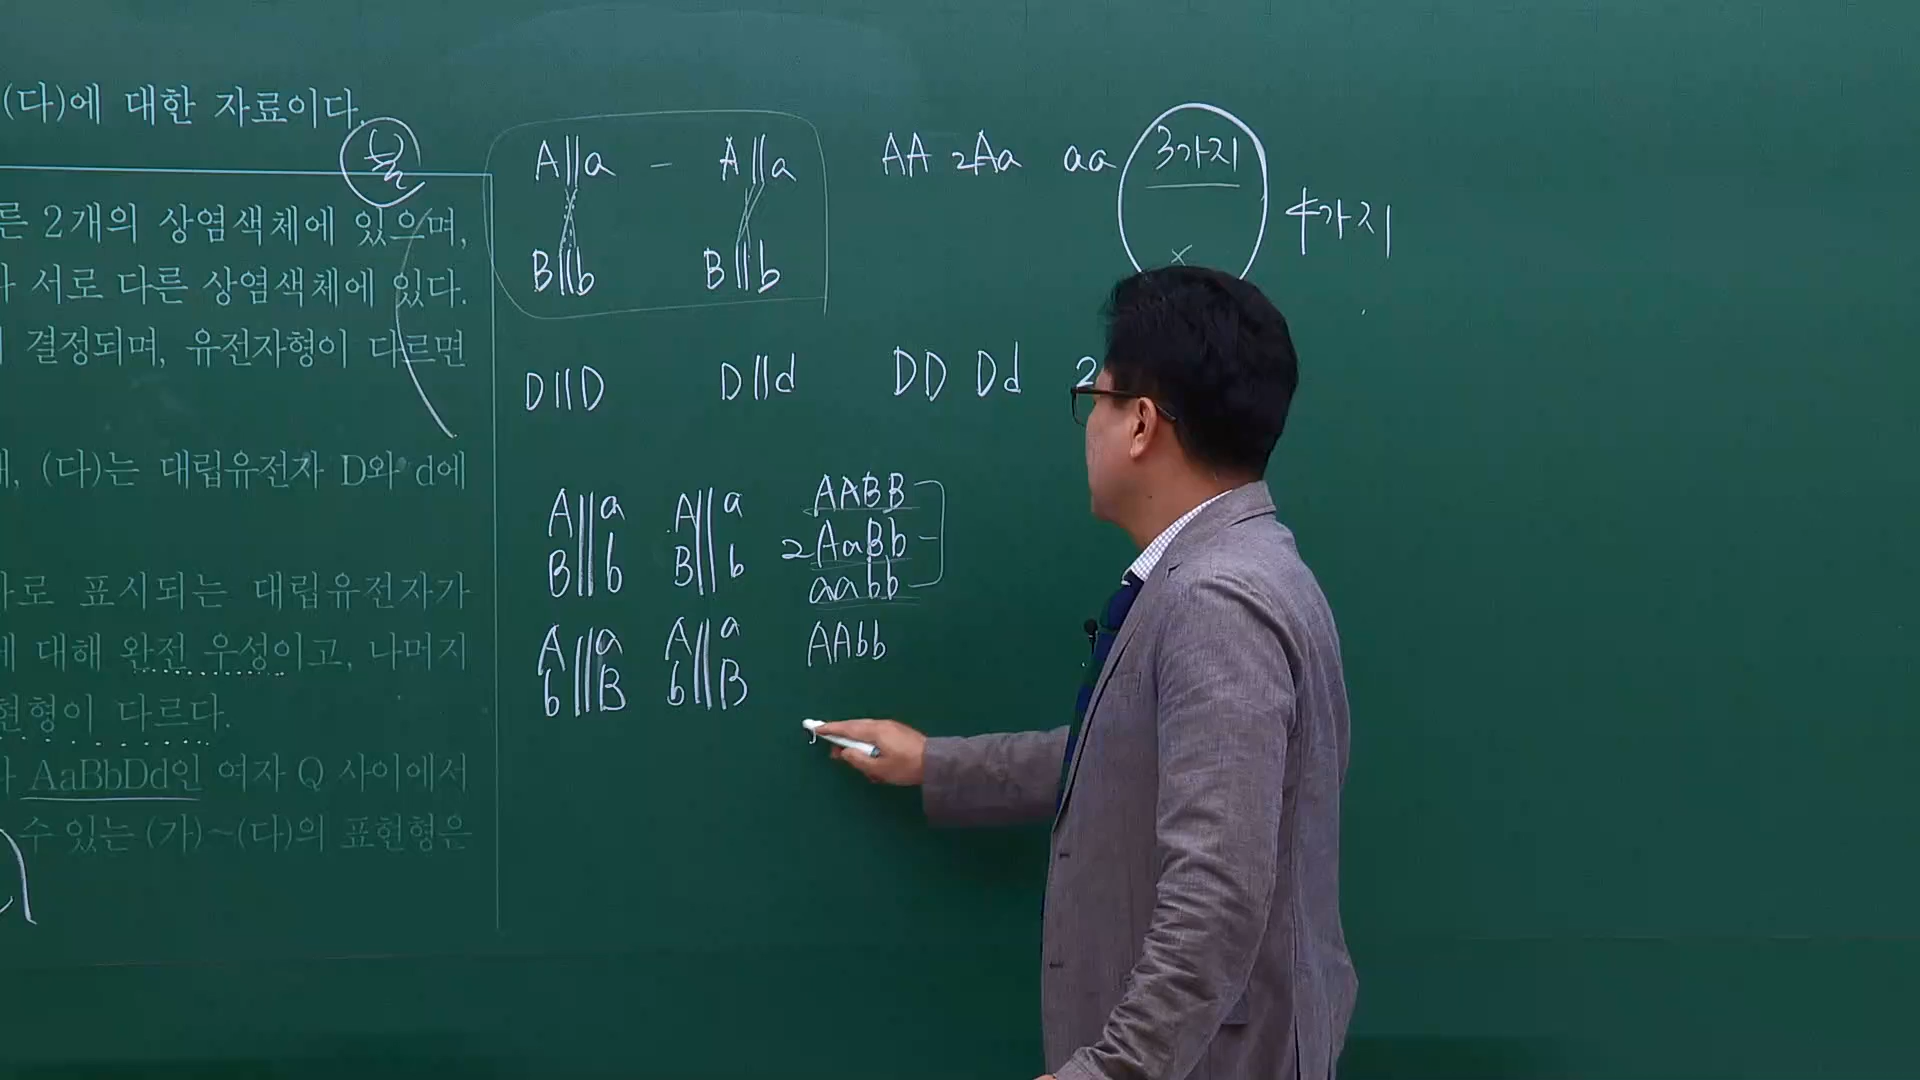 (다)에 대한 자료이다.
른 2개의 상염색체에 있으며,
서로 다른 상염색체에 있다.
결정되며, 유전자형이 다르면
, (다)는 대립유전자 D와 d에
로 표시되는 대립유전자가
에 대해 완전 우성이고, 나머지
현형이 다르다.
AaBbDd인 여자 Q 사이에서
수 있는 (가)~(다)의 표현형은
A||a - A||a AA 2Aa aa 3가지
4가지
B||b B||b ×
D||D D||d DD Dd 2
A||a A||a AABB
B||b B||b 2AaBb
aabb
A||a A||a AAbb
b||B b||B